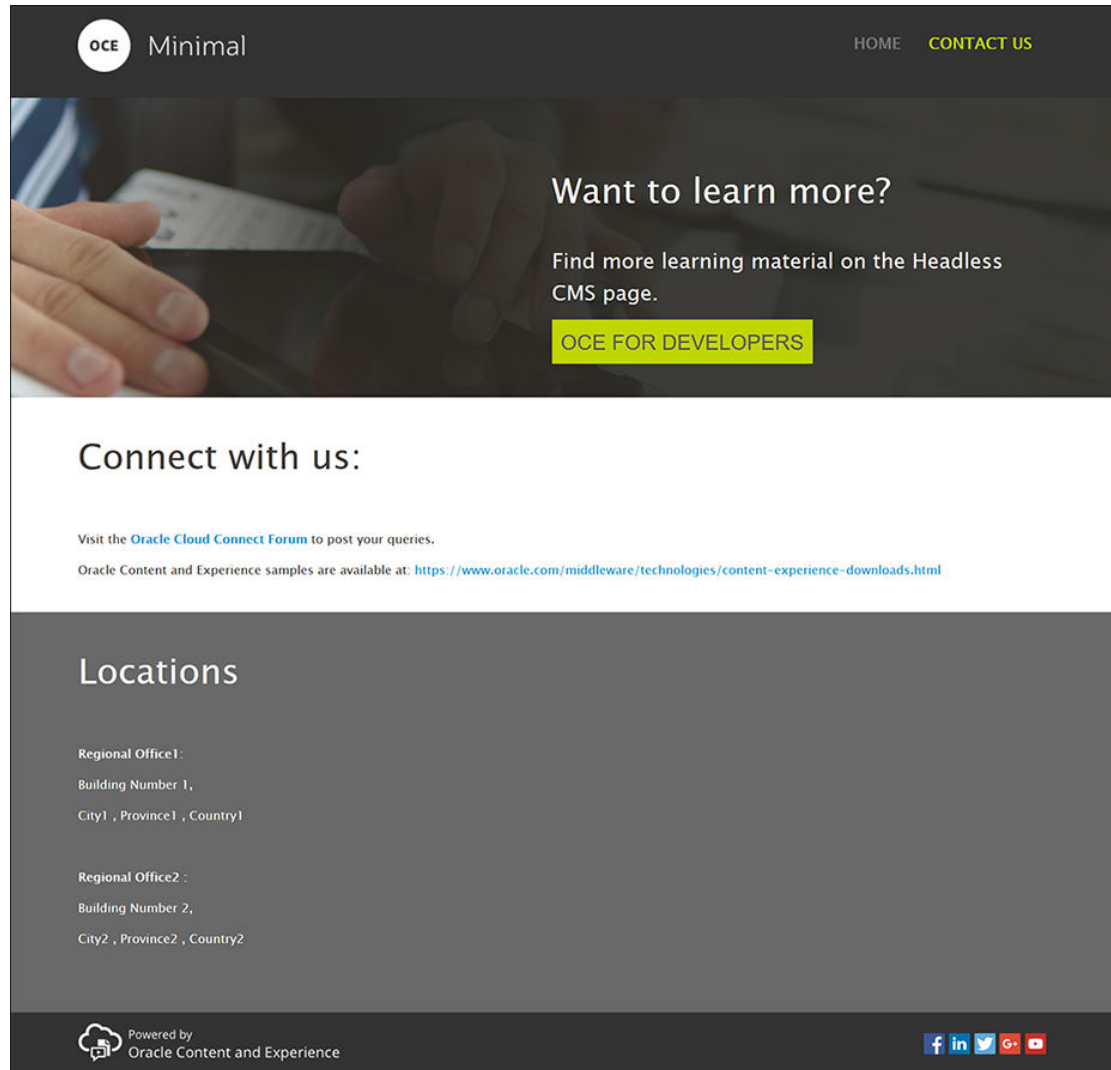 OCE Minimal
HOME CONTACT US
Want to learn more?
Find more learning material on the Headless
CMS page.
OCE FOR DEVELOPERS
Connect with us:
Visit the Oracle Cloud Connect Forum to post your queries.
Oracle Content and Experience samples are available at: https://www.oracle.com/middleware/technologies/content-experience-downloads.html
Locations
Regional Office1:
Building Number 1,
City1 , Province1 , Country1
Regional Office2 :
Building Number 2,
City2 , Province2 , Country2
Powered by
Oracle Content and Experience
f in G+